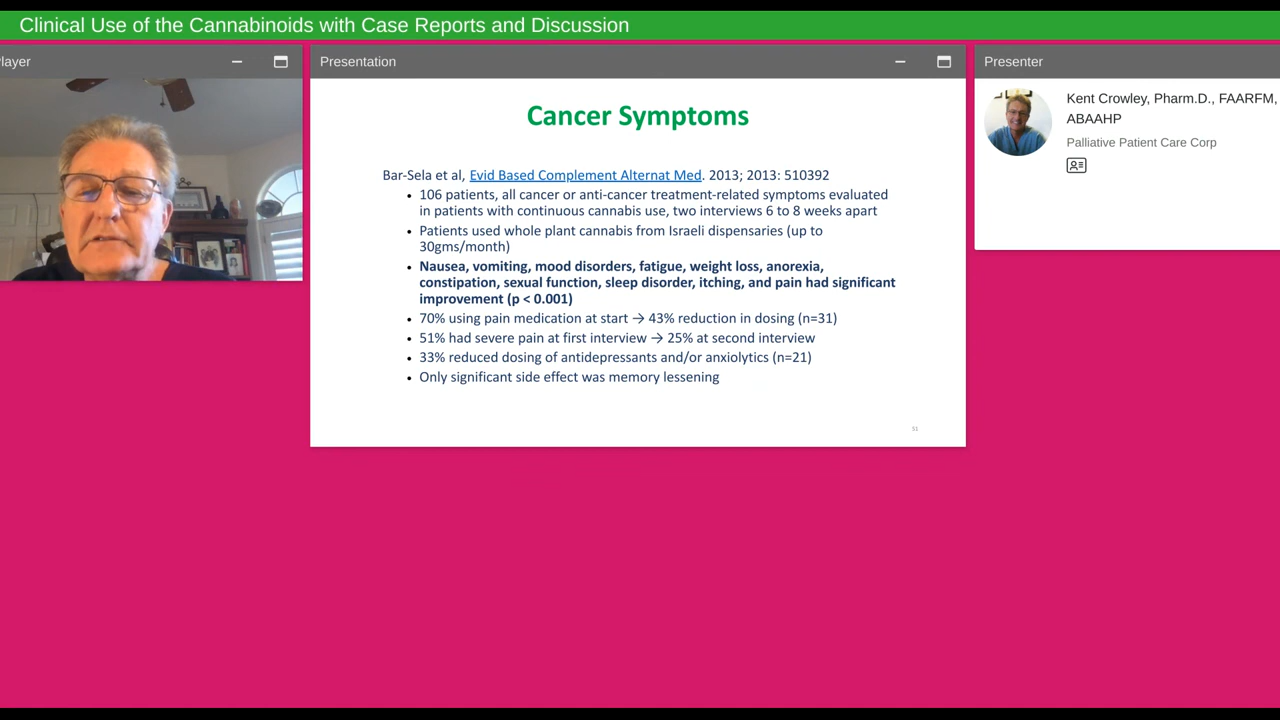 Clinical Use of the Cannabinoids with Case Reports and Discussion
layer
Presentation
Cancer Symptoms
Bar-Sela et al, Evid Based Complement Alternat Med. 2013; 2013: 510392
• 106 patients, all cancer or anti-cancer treatment-related symptoms evaluated
in patients with continuous cannabis use, two interviews 6 to 8 weeks apart
• Patients used whole plant cannabis from Israeli dispensaries (up to
30gms/month)
• Nausea, vomiting, mood disorders, fatigue, weight loss, anorexia,
constipation, sexual function, sleep disorder, itching, and pain had significant
improvement (p < 0.001)
• 70% using pain medication at start → 43% reduction in dosing (n=31)
• 51% had severe pain at first interview → 25% at second interview
• 33% reduced dosing of antidepressants and/or anxiolytics (n=21)
• Only significant side effect was memory lessening
Presenter
Kent Crowley, Pharm.D., FAARFM,
ABAAHP
Palliative Patient Care Corp